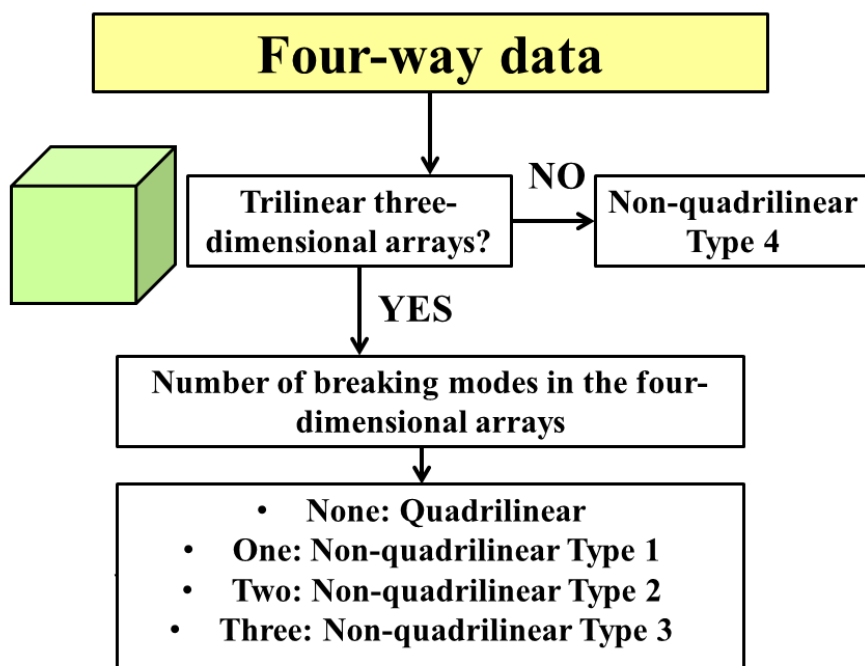 Four-way data
Trilinear three-
dimensional arrays?
NO
Non-quadrilinear
Type 4
YES
Number of breaking modes in the four-
dimensional arrays
• None: Quadrilinear
• One: Non-quadrilinear Type 1
• Two: Non-quadrilinear Type 2
• Three: Non-quadrilinear Type 3